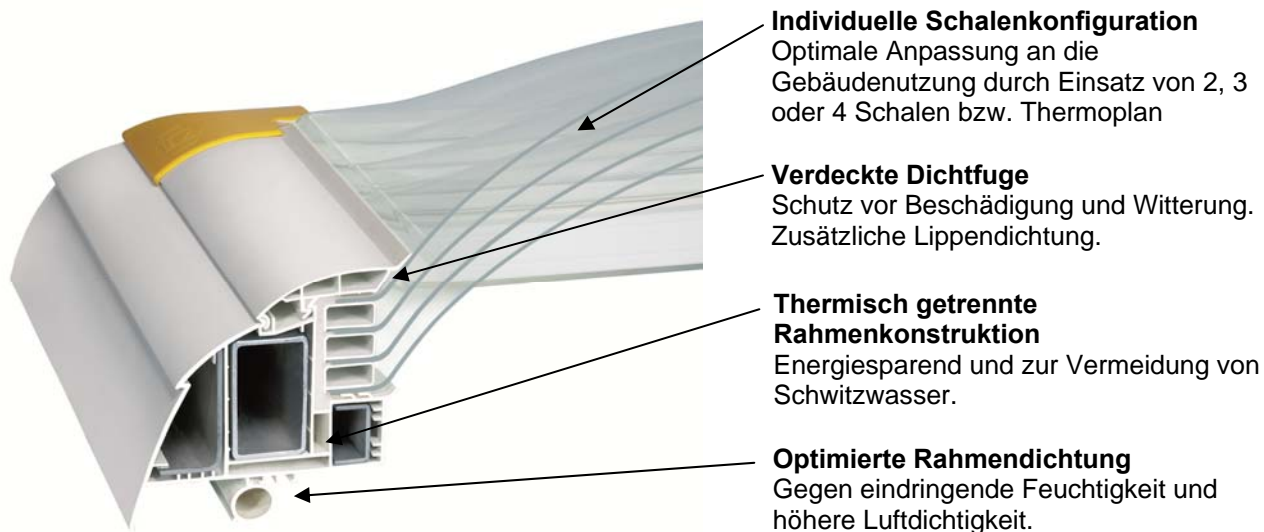 Individuelle Schalenkonfiguration
Optimale Anpassung an die
Gebäudenutzung durch Einsatz von 2, 3
oder 4 Schalen bzw. Thermoplan
Verdeckte Dichtfuge
Schutz vor Beschädigung und Witterung.
Zusätzliche Lippendichtung.
Thermisch getrennte
Rahmenkonstruktion
Energiesparend und zur Vermeidung von
Schwitzwasser.
Optimierte Rahmendichtung
Gegen eindringende Feuchtigkeit und
höhere Luftdichtigkeit.